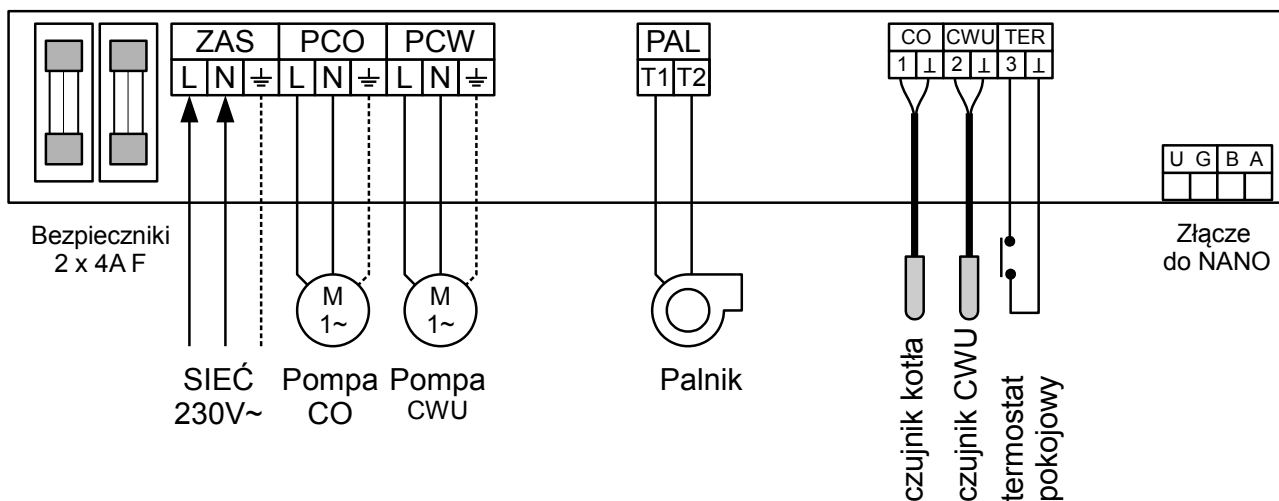 ZAS PCO PCW
L N L N L N
Bezpieczniki
2 x 4A F
SIEĆ
230V~
M
1~
Pompa
CO
M
1~
Pompa
CWU
PAL
T1 T2
Palnik
CO CWU TER
1 ⊥ 2 ⊥ 3 ⊥
czujnik kotła
czujnik CWU
termostat
pokojowy
U G B A
Złącze
do NANO